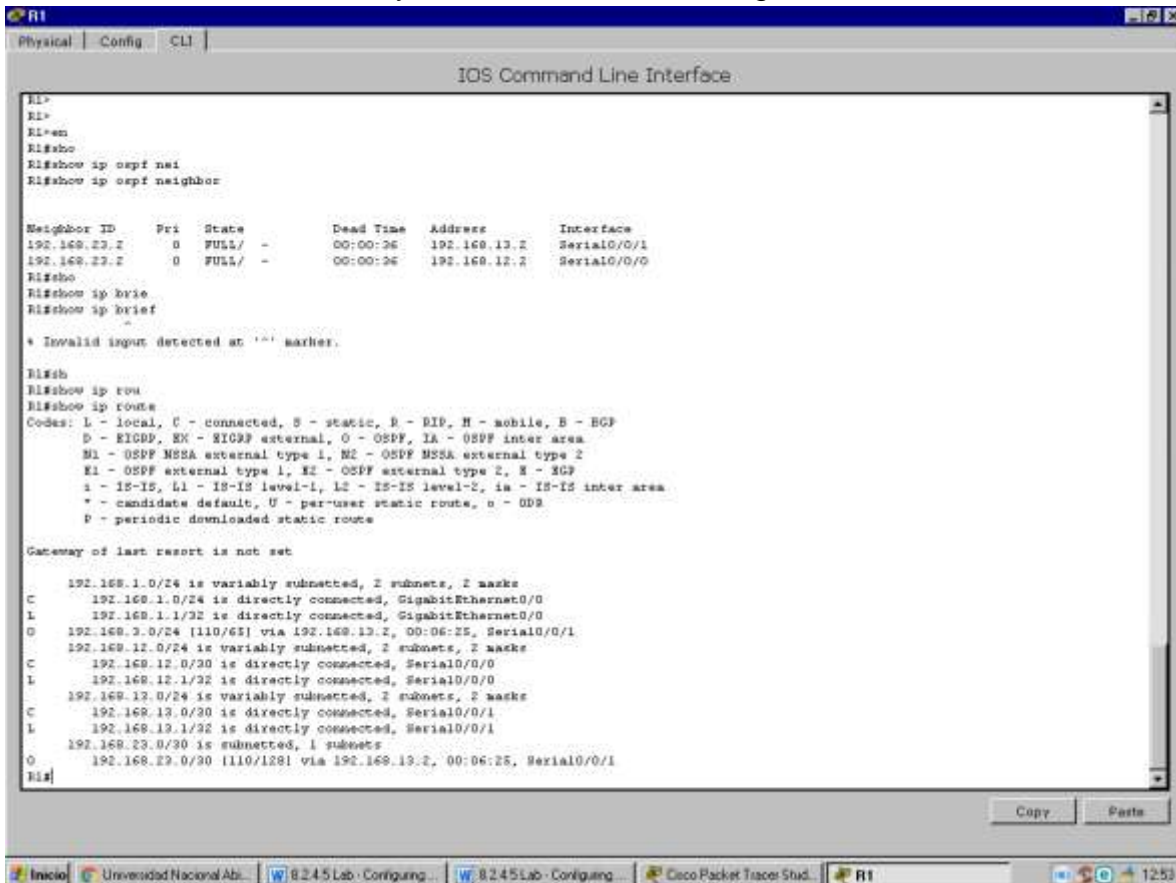 R1
Physical Config CLI
IOS Command Line Interface
R1>
R1>
R1>en
R1#sho
R1#show ip ospf nei
R1#show ip ospf neighbor
Neighbor ID Pri State Dead Time Address Interface
192.168.23.2 0 FULL/ - 00:00:36 192.168.13.2 Serial0/0/1
192.168.23.2 0 FULL/ - 00:00:36 192.168.12.2 Serial0/0/0
R1#sho
R1#show ip brie
R1#show ip brief
^
% Invalid input detected at '^' marker.
R1#sh
R1#show ip rou
R1#show ip route
Codes: L - local, C - connected, S - static, R - RIP, M - mobile, B - BGP
D - EIGRP, EX - EIGRP external, O - OSPF, IA - OSPF inter area
N1 - OSPF NSSA external type 1, N2 - OSPF NSSA external type 2
E1 - OSPF external type 1, E2 - OSPF external type 2, E - EGP
i - IS-IS, L1 - IS-IS level-1, L2 - IS-IS level-2, ia - IS-IS inter area
* - candidate default, U - per-user static route, o - ODR
P - periodic downloaded static route
Gateway of last resort is not set
192.168.1.0/24 is variably subnetted, 2 subnets, 2 masks
C 192.168.1.0/24 is directly connected, GigabitEthernet0/0
L 192.168.1.1/32 is directly connected, GigabitEthernet0/0
O 192.168.3.0/24 [110/65] via 192.168.13.2, 00:06:25, Serial0/0/1
192.168.12.0/24 is variably subnetted, 2 subnets, 2 masks
C 192.168.12.0/30 is directly connected, Serial0/0/0
L 192.168.12.1/32 is directly connected, Serial0/0/0
192.168.13.0/24 is variably subnetted, 2 subnets, 2 masks
C 192.168.13.0/30 is directly connected, Serial0/0/1
L 192.168.13.1/32 is directly connected, Serial0/0/1
192.168.23.0/30 is subnetted, 1 subnets
O 192.168.23.0/30 [110/128] via 192.168.13.2, 00:06:25, Serial0/0/1
R1#
Copy Paste
Inicio Universidad Nacional Abi... 8.2.4.5 Lab - Configuring ... 8.2.4.5 Lab - Configuring ... Cisco Packet Tracer Stud... R1